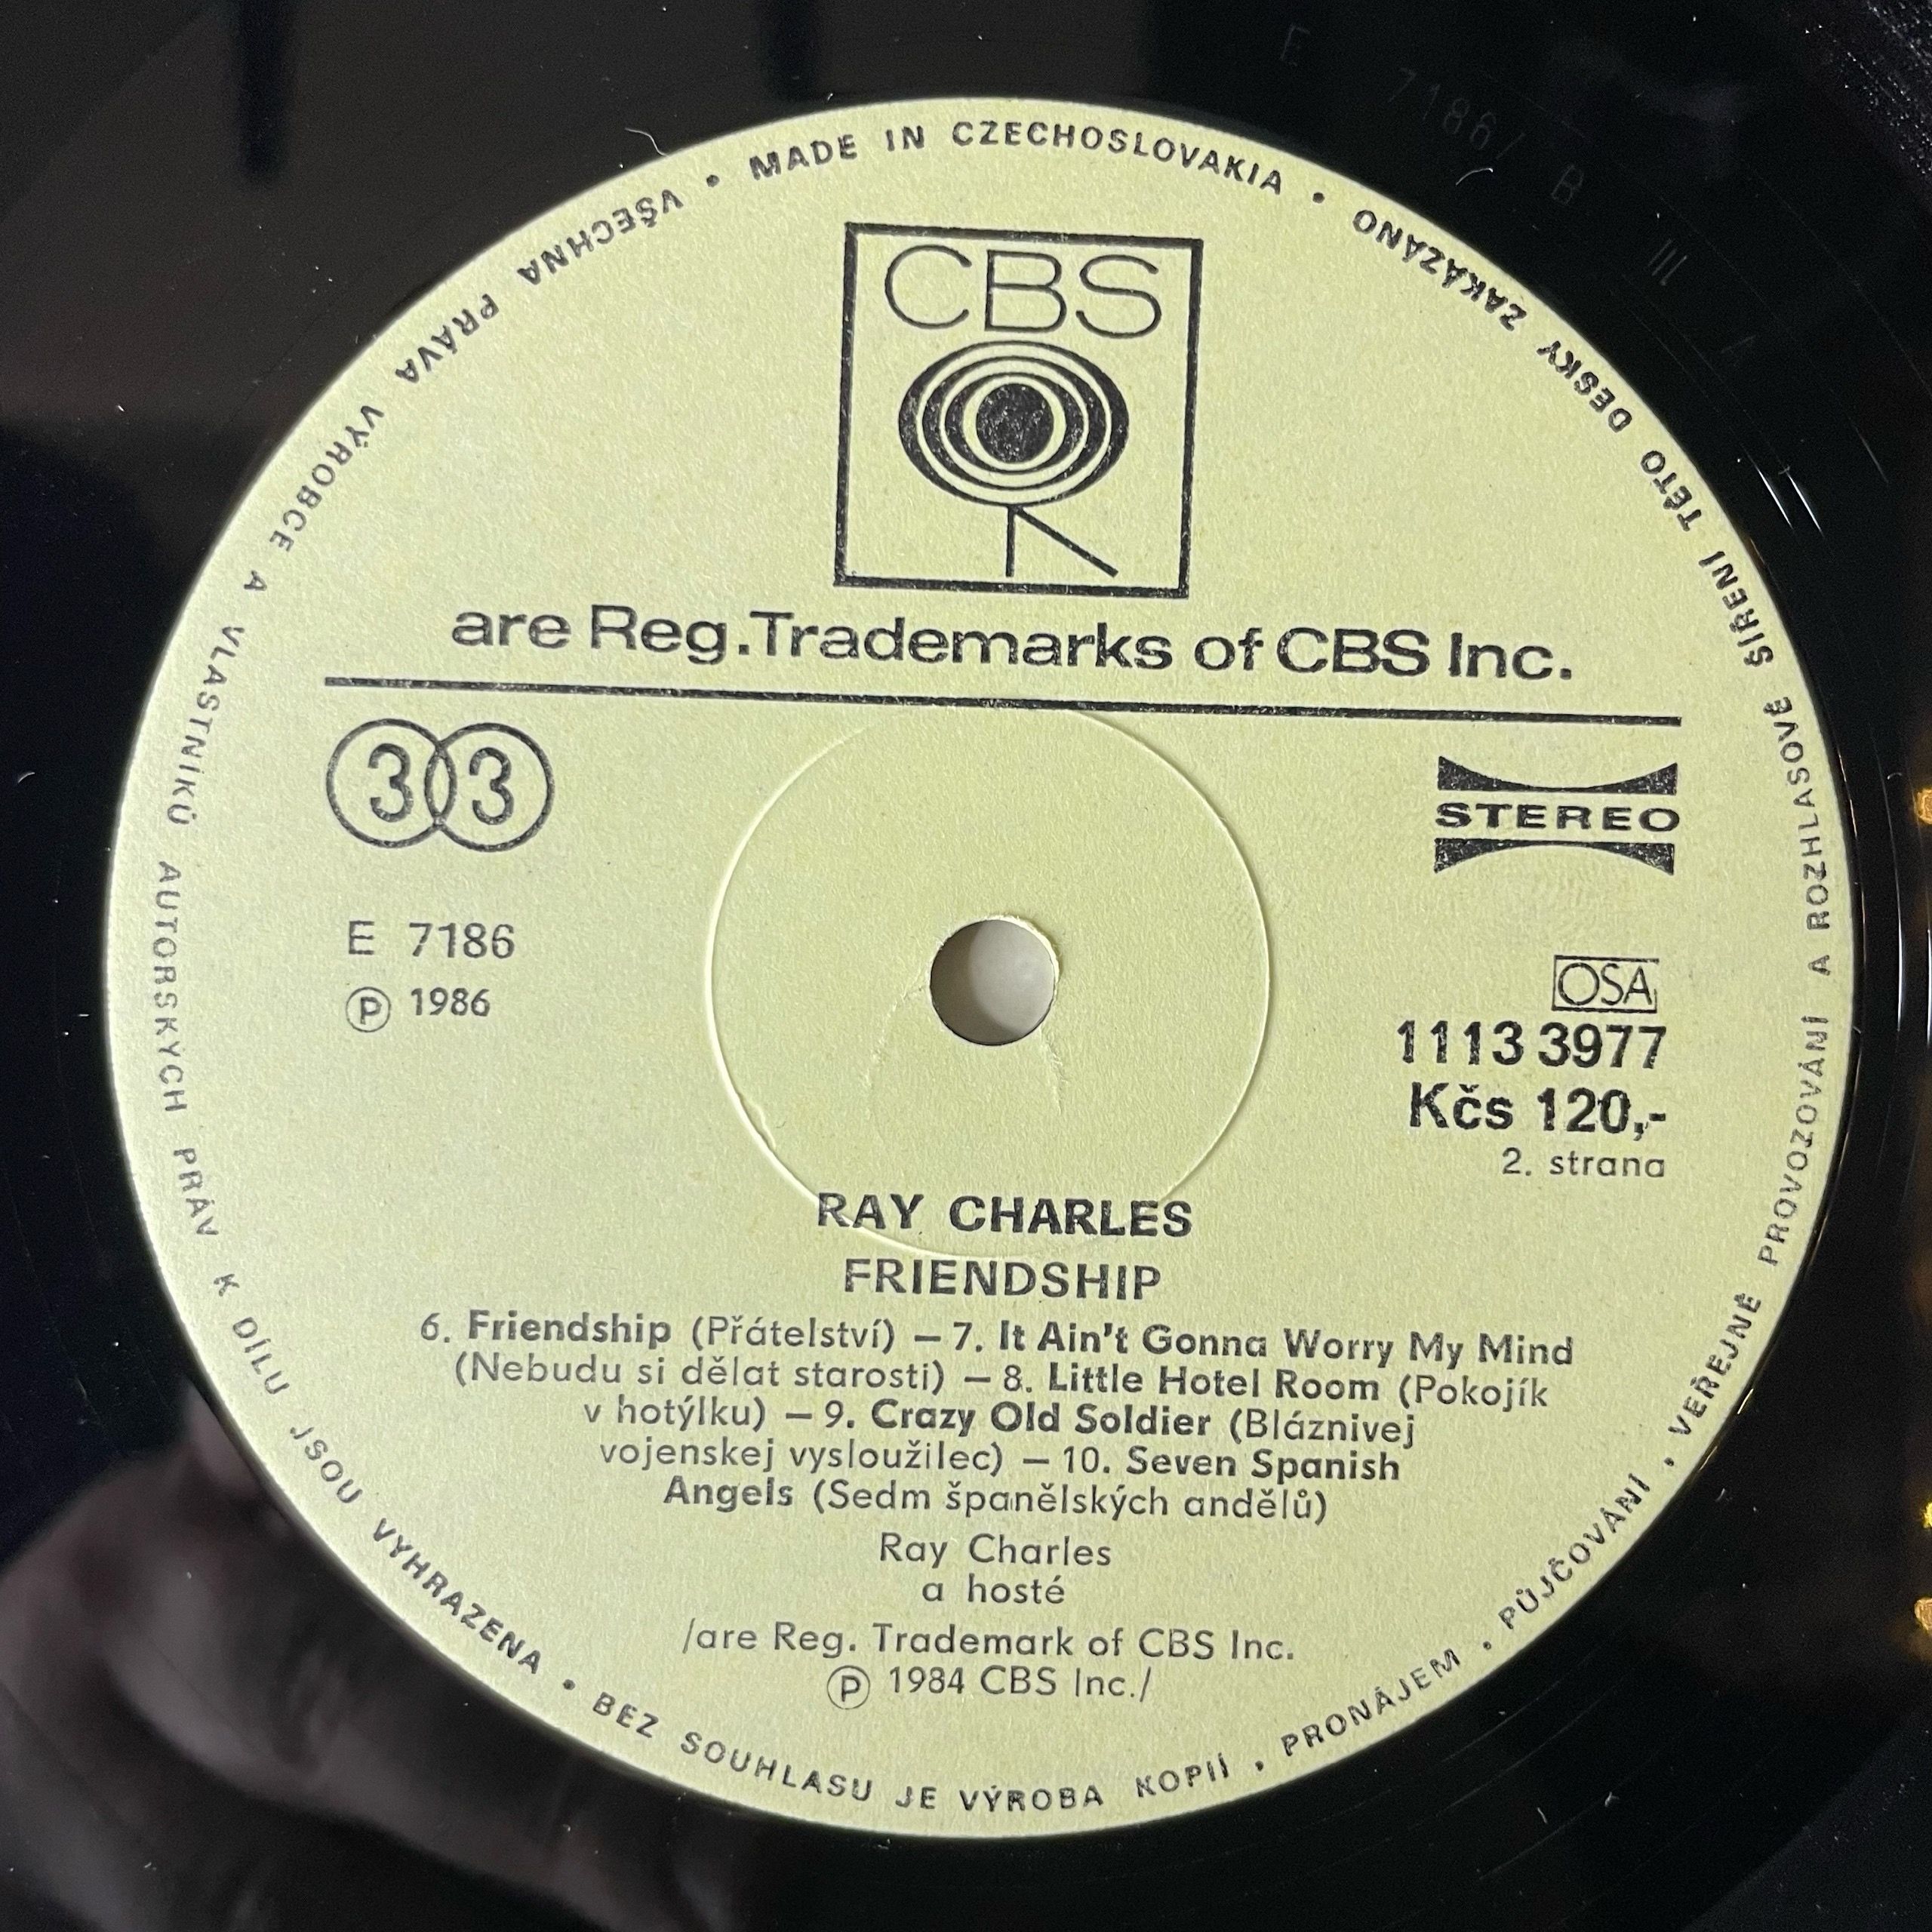 MADE IN CZECHOSLOVAKIA •
CBS
are Reg.Trademarks of CBS Inc.
33
STEREO
E 7186
Ⓟ 1986
OSA
1113 3977
Kčs 120,-
2. strana
RAY CHARLES
FRIENDSHIP
6. Friendship (Přátelství) — 7. It Ain't Gonna Worry My Mind
(Nebudu si dělat starosti) — 8. Little Hotel Room (Pokojík
v hotýlku) — 9. Crazy Old Soldier (Bláznivej
vojenskej vysloužilec) — 10. Seven Spanish
Angels (Sedm španělských andělů)
Ray Charles
a hosté
/are Reg. Trademark of CBS Inc.
Ⓟ 1984 CBS Inc./
VŠECHNA PRÁVA VÝROBCE A VLASTNÍKŮ AUTORSKÝCH PRÁV K DÍLU JSOU VYHRAZENA • BEZ SOUHLASU JE VÝROBA KOPIÍ, PRONÁJEM, PŮJČOVÁNÍ, VEŘEJNÉ PROVOZOVÁNÍ A ROZHLASOVÉ ŠÍŘENÍ TÉTO DESKY ZAKÁZÁNO •
E 7186/ B III